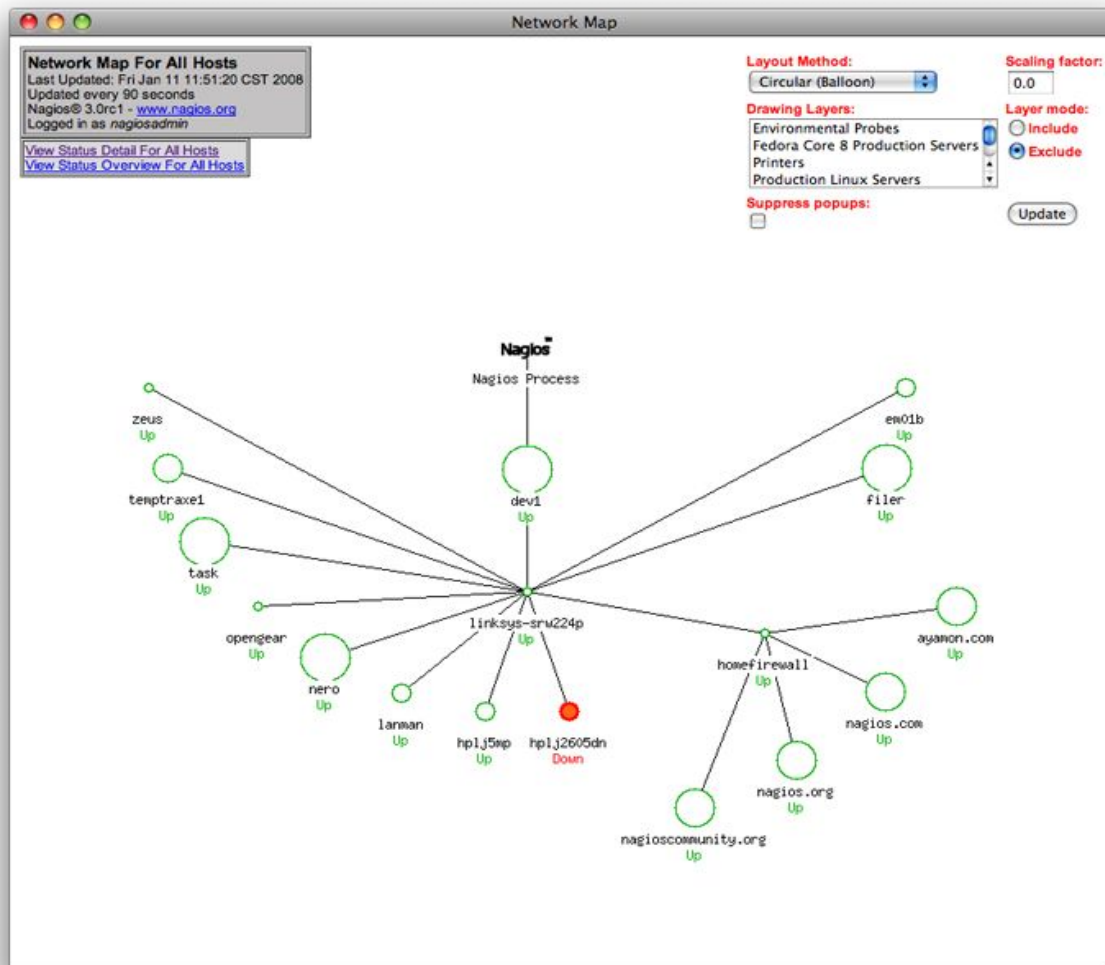 Network Map
Network Map For All Hosts
Last Updated: Fri Jan 11 11:51:20 CST 2008
Updated every 90 seconds
Nagios® 3.0rc1 - www.nagios.org
Logged in as nagiosadmin
View Status Detail For All Hosts
View Status Overview For All Hosts
Layout Method:
Circular (Balloon)
Scaling factor:
0.0
Drawing Layers:
Environmental Probes
Fedora Core 8 Production Servers
Printers
Production Linux Servers
Layer mode:
Include
Exclude
Suppress popups:
Update
Nagios™
Nagios Process
zeus
Up
em01b
Up
temptraxe1
Up
dev1
Up
filer
Up
task
Up
linksys-srw224p
Up
opengear
Up
ayamon.com
Up
homefirewall
Up
nero
Up
lanman
Up
nagios.com
Up
hplj5mp
Up
hplj2605dn
Down
nagios.org
Up
nagioscommunity.org
Up